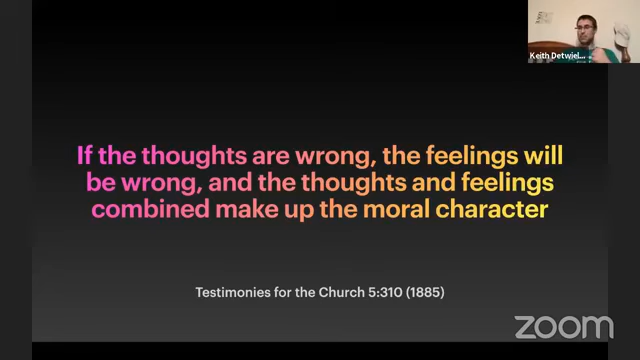 Keith Detwiel...
If the thoughts are wrong, the feelings will
be wrong, and the thoughts and feelings
combined make up the moral character
Testimonies for the Church 5:310 (1885)
zoom